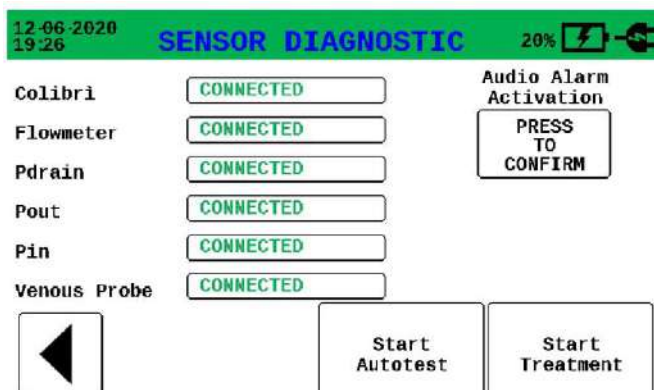 12-06-2020
19:26
SENSOR DIAGNOSTIC
20%
Colibrì
CONNECTED
Flowmeter
CONNECTED
Pdrain
CONNECTED
Pout
CONNECTED
Pin
CONNECTED
Venous Probe
CONNECTED
Audio Alarm
Activation
PRESS
TO
CONFIRM
Start
Autotest
Start
Treatment